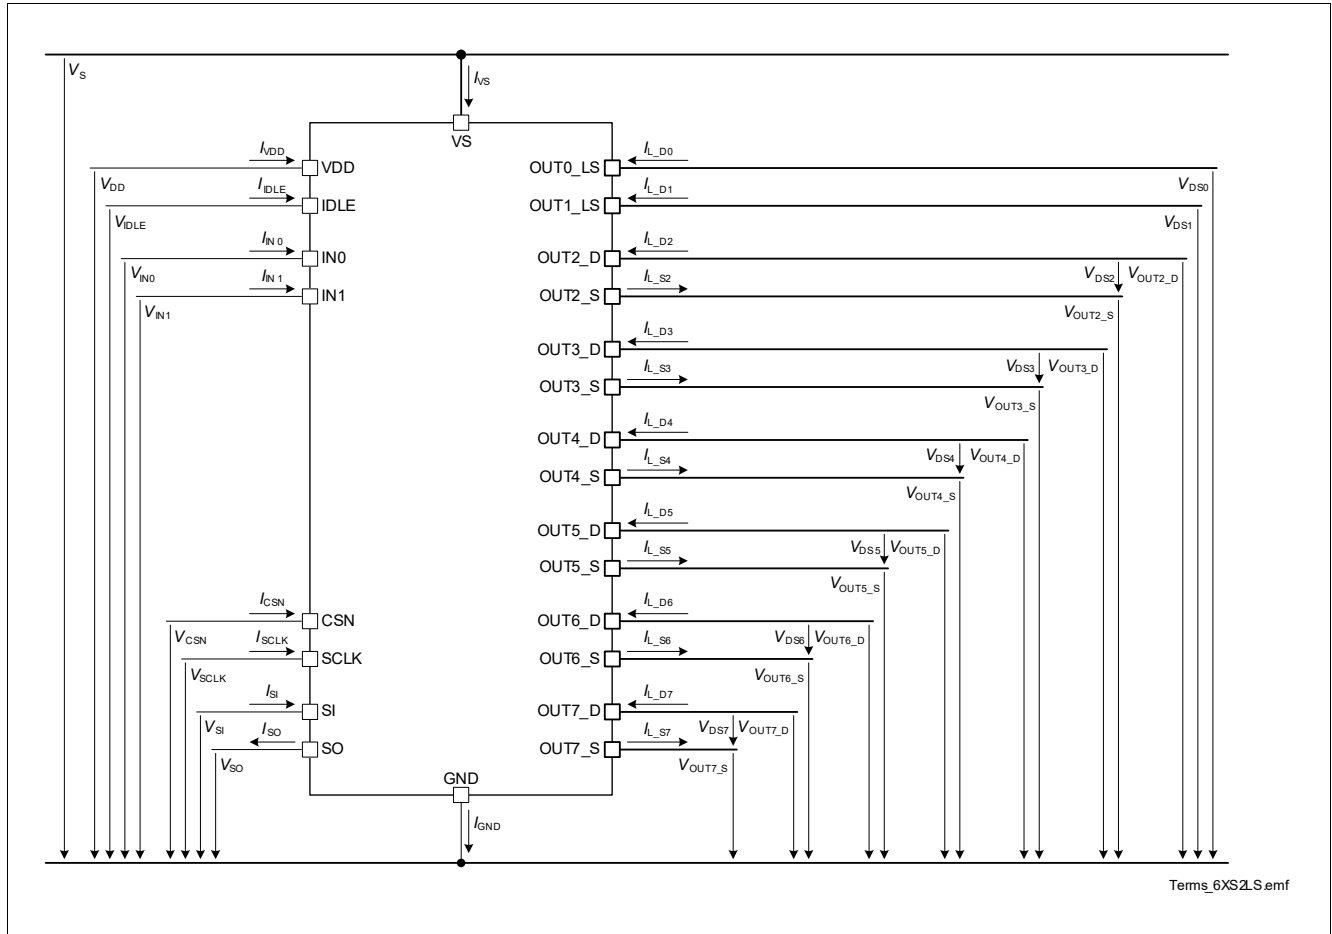 VS
IVS
VS
IVDD
VDD
OUT0_LS
IL_D0
VDD
VDS0
IIDLE
IDLE
OUT1_LS
IL_D1
VIDLE
VDS1
IIN 0
IN0
OUT2_D
IL_D2
VIN0
VDS2
VOUT2_D
IIN 1
IN1
OUT2_S
IL_S2
VIN1
VOUT2_S
OUT3_D
IL_D3
VDS3
VOUT3_D
OUT3_S
IL_S3
VOUT3_S
OUT4_D
IL_D4
VDS4
VOUT4_D
OUT4_S
IL_S4
VOUT4_S
OUT5_D
IL_D5
VDS5
VOUT5_D
OUT5_S
IL_S5
VOUT5_S
ICSN
CSN
OUT6_D
IL_D6
VCSN
VDS6
VOUT6_D
ISCLK
SCLK
OUT6_S
IL_S6
VSCLK
VOUT6_S
ISI
SI
OUT7_D
IL_D7
VSI
VDS7
VOUT7_D
ISO
SO
OUT7_S
IL_S7
VSO
VOUT7_S
GND
IGND
Terms_6XS2LS.emf